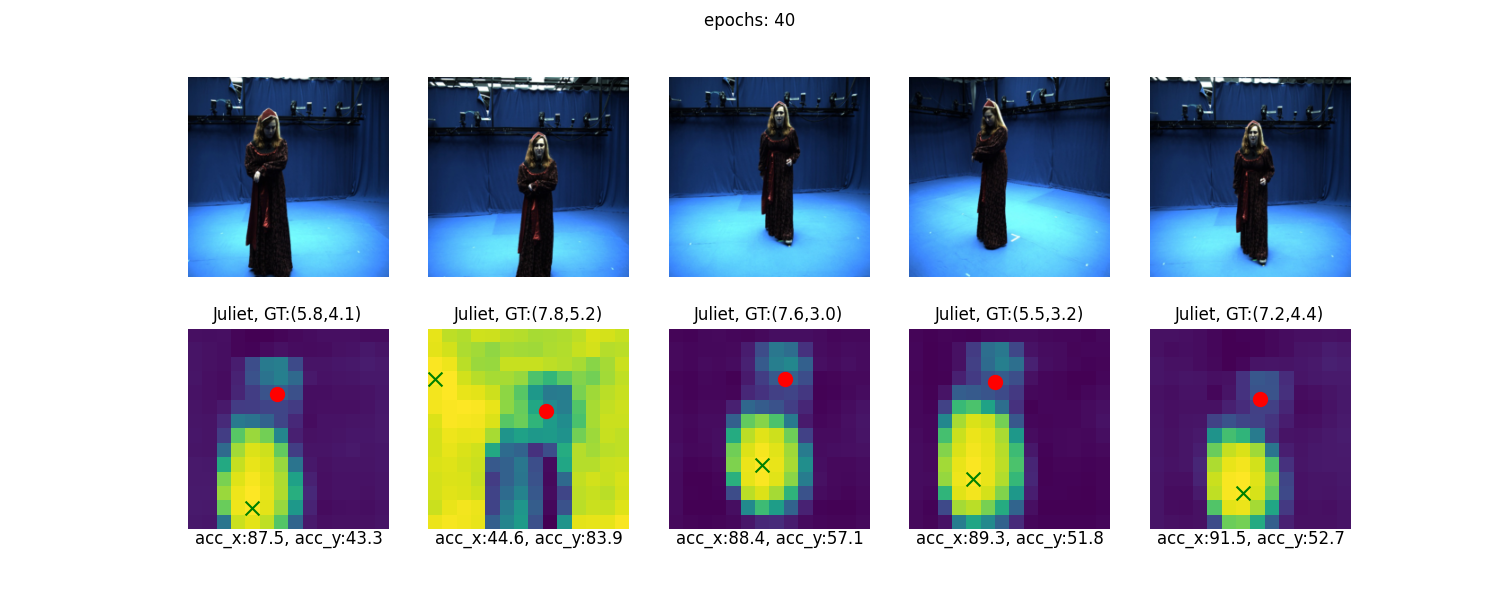 epochs: 40
Juliet, GT:(5.8,4.1)
Juliet, GT:(7.8,5.2)
Juliet, GT:(7.6,3.0)
Juliet, GT:(5.5,3.2)
Juliet, GT:(7.2,4.4)
acc_x:87.5, acc_y:43.3
acc_x:44.6, acc_y:83.9
acc_x:88.4, acc_y:57.1
acc_x:89.3, acc_y:51.8
acc_x:91.5, acc_y:52.7